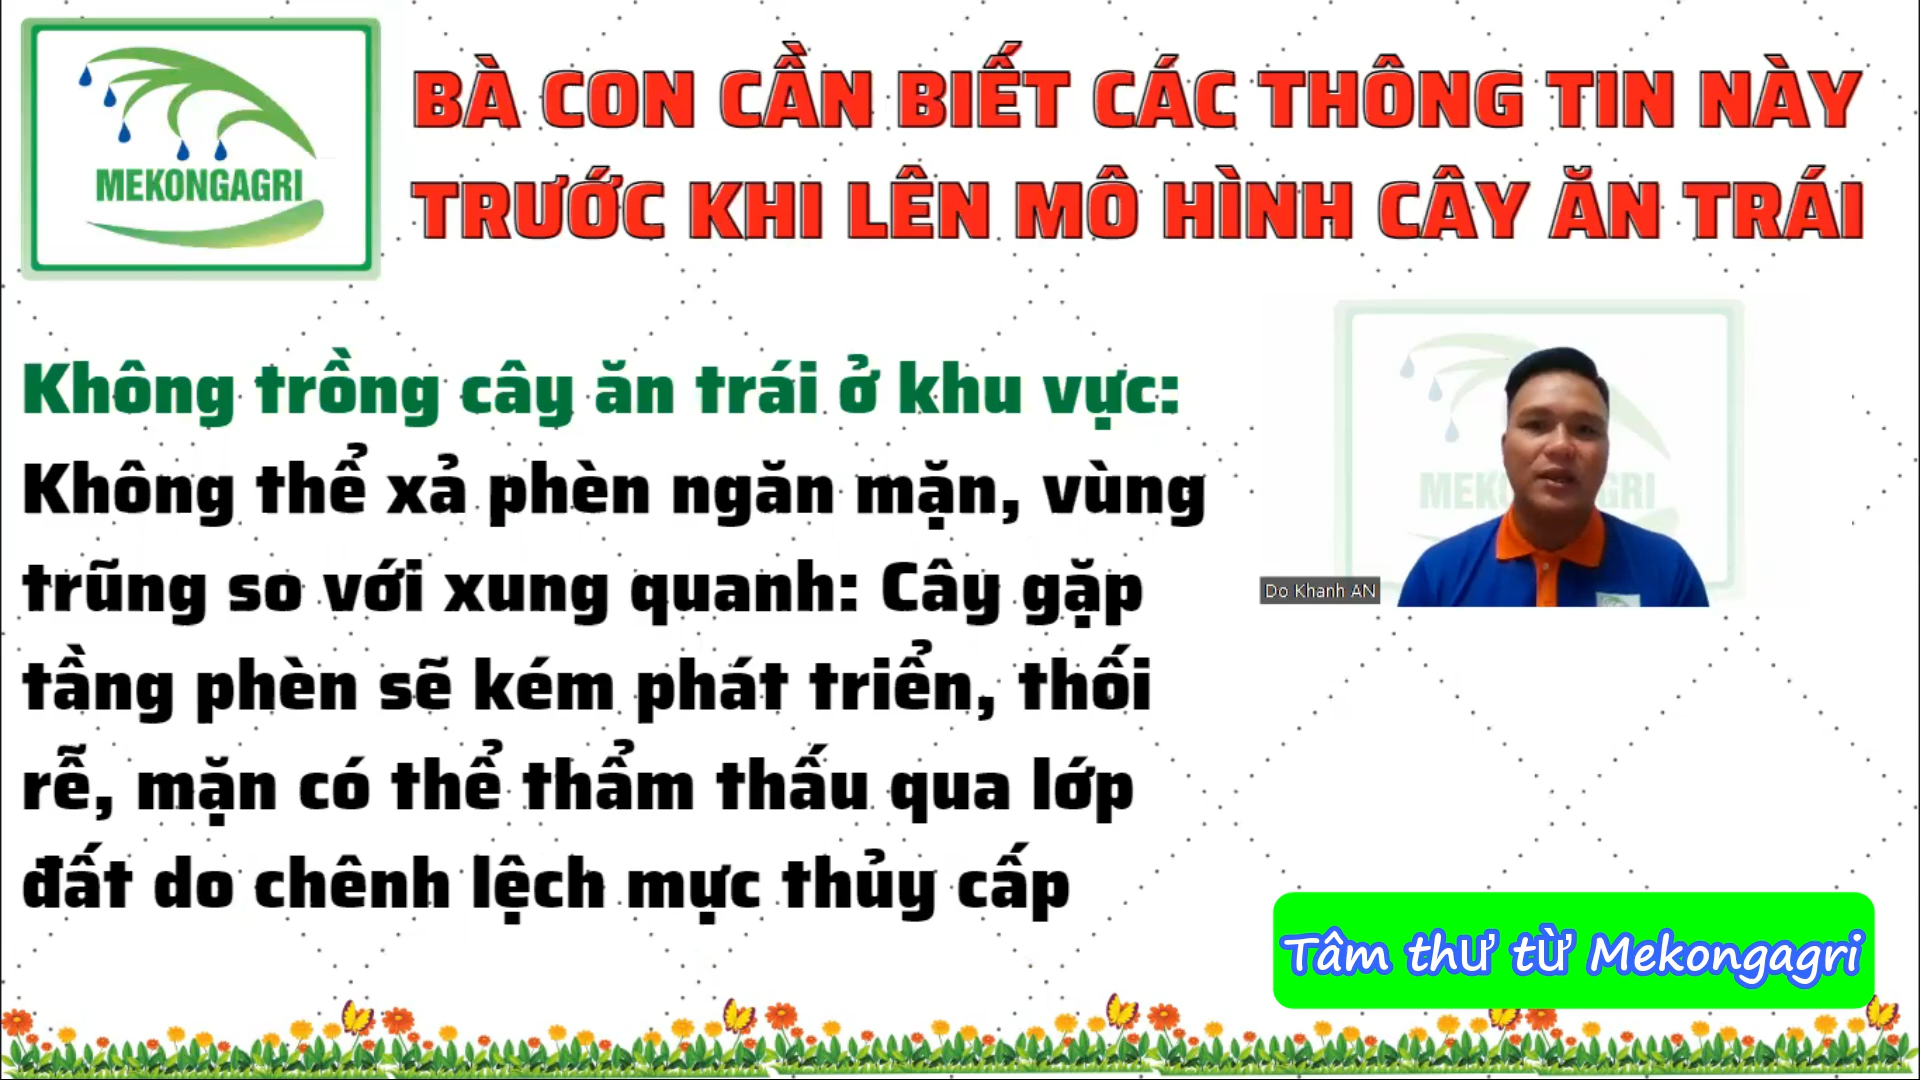 MEKONGAGRI
BÀ CON CẦN BIẾT CÁC THÔNG TIN NÀY
TRƯỚC KHI LÊN MÔ HÌNH CÂY ĂN TRÁI
Không trồng cây ăn trái ở khu vực:
Không thể xả phèn ngăn mặn, vùng
trũng so với xung quanh: Cây gặp
tầng phèn sẽ kém phát triển, thối
rễ, mặn có thể thẩm thấu qua lớp
đất do chênh lệch mực thủy cấp
Do Khanh AN
Tâm thư từ Mekongagri